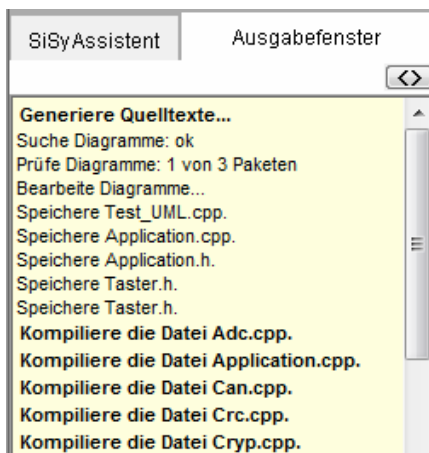 SiSy Assistent
Ausgabefenster
<>
Generiere Quelltexte...
Suche Diagramme: ok
Prüfe Diagramme: 1 von 3 Paketen
Bearbeite Diagramme...
Speichere Test_UML.cpp.
Speichere Application.cpp.
Speichere Application.h.
Speichere Taster.h.
Speichere Taster.h.
Kompiliere die Datei Adc.cpp.
Kompiliere die Datei Application.cpp.
Kompiliere die Datei Can.cpp.
Kompiliere die Datei Crc.cpp.
Kompiliere die Datei Cryp.cpp.